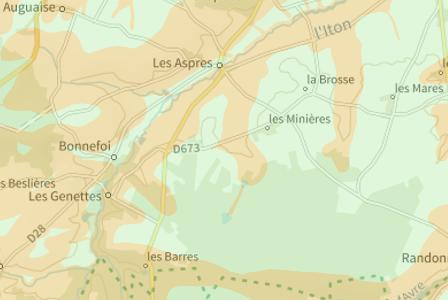 Auguaise
l'Iton
Les Aspres
la Brosse
les Mares
les Minières
D673
Bonnefoi
s Beslières
Les Genettes
D28
les Barres
Randon
d'Avre